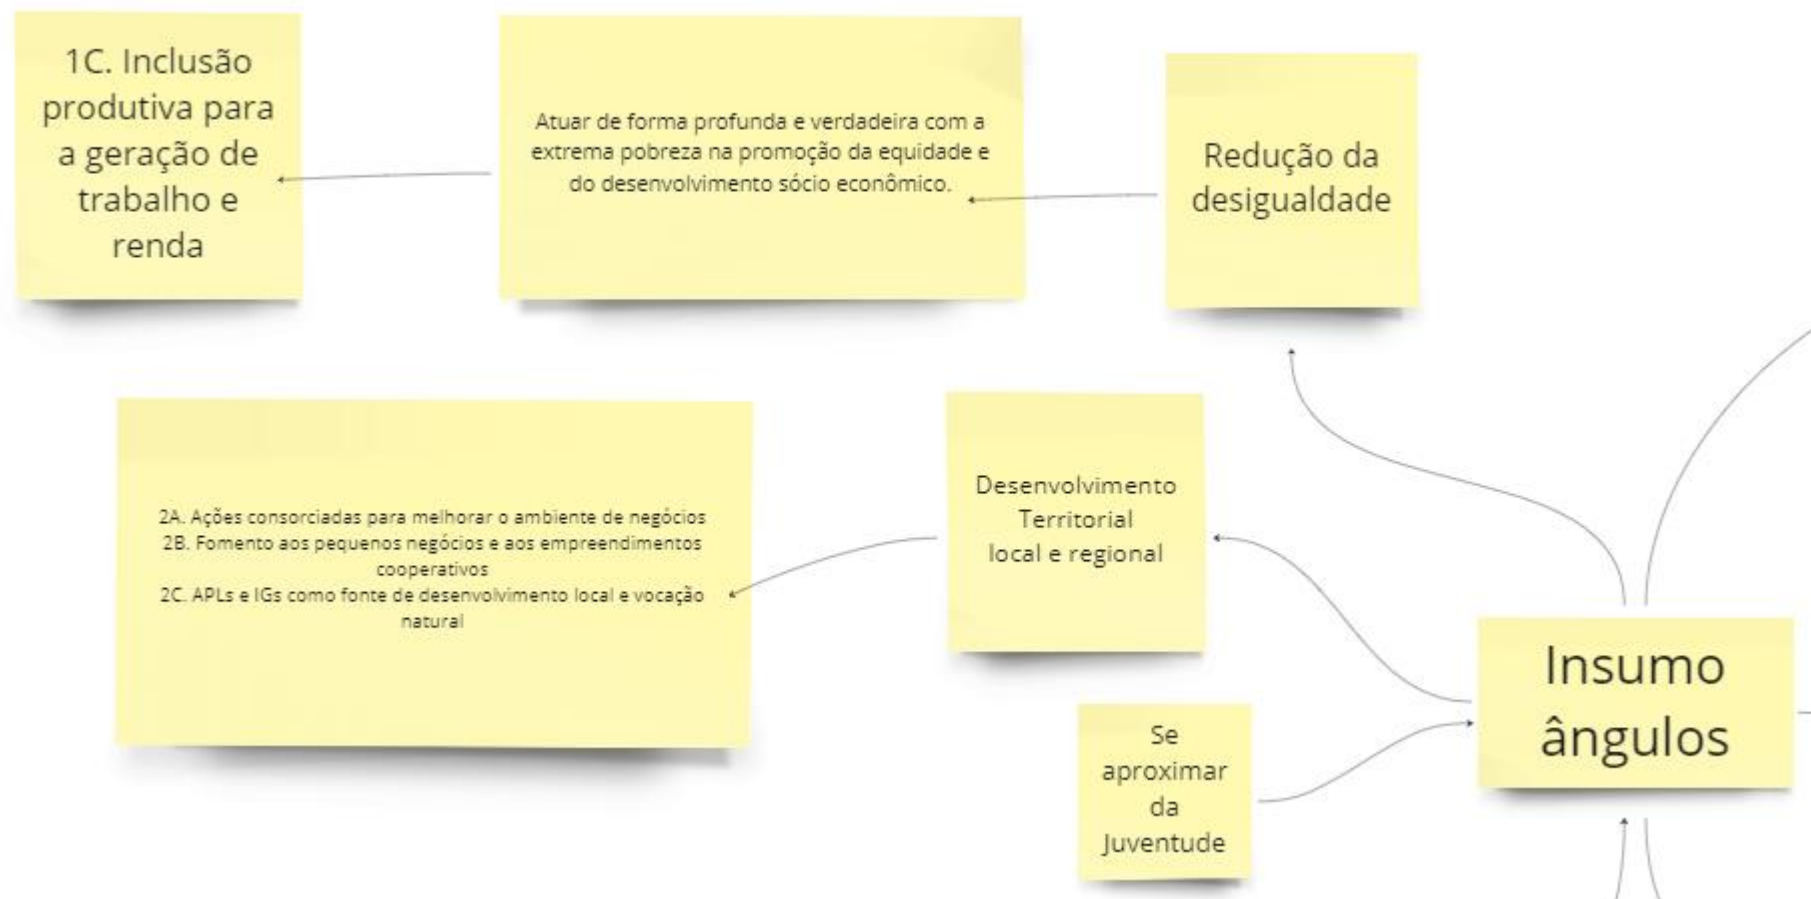 1C. Inclusão
produtiva para
a geração de
trabalho e
renda
Atuar de forma profunda e verdadeira com a
extrema pobreza na promoção da equidade e
do desenvolvimento sócio econômico.
Redução da
desigualdade
2A. Ações consorciadas para melhorar o ambiente de negócios
2B. Fomento aos pequenos negócios e aos empreendimentos
cooperativos
2C. APLs e IGs como fonte de desenvolvimento local e vocação
natural
Desenvolvimento
Territorial
local e regional
Se
aproximar
da
Juventude
Insumo
ângulos